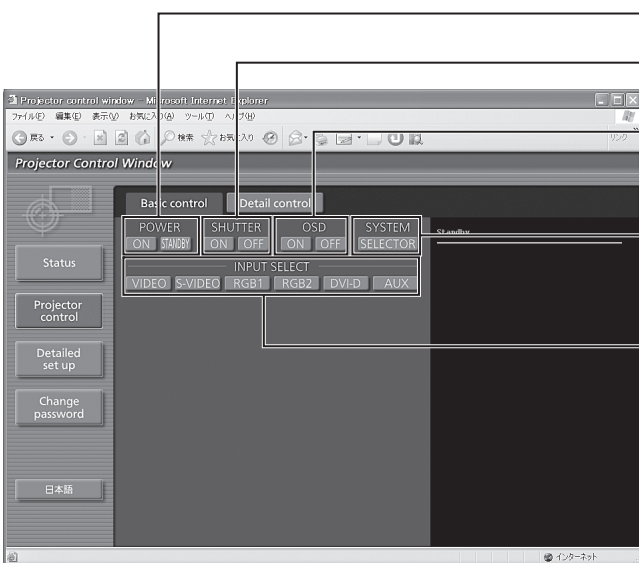 Projector control window - Microsoft Internet Explorer
ファイル(F) 編集(E) 表示(V) お気に入り(A) ツール(T) ヘルプ(H)
戻る 検索 お気に入り リンク
Projector Control Window
Basic control Detail control
POWER SHUTTER OSD SYSTEM
ON STANDBY ON OFF ON OFF SELECTOR
INPUT SELECT
VIDEO S-VIDEO RGB1 RGB2 DVI-D AUX
Standby
Status
Projector
control
Detailed
set up
Change
password
日本語
インターネット